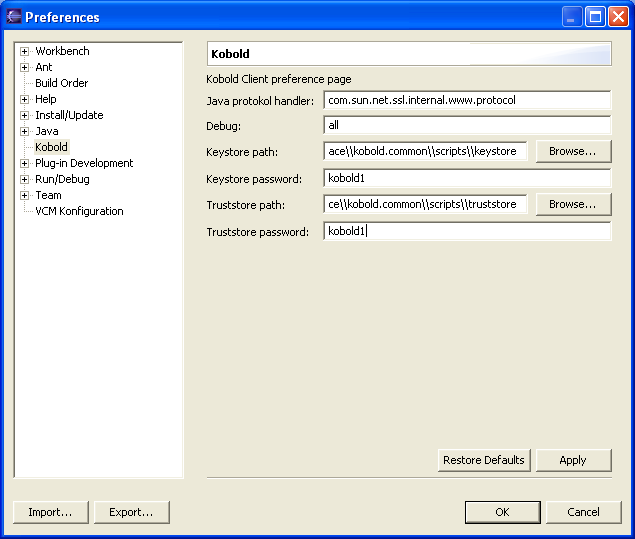 Preferences
Workbench
Ant
Build Order
Help
Install/Update
Java
Kobold
Plug-in Development
Run/Debug
Team
VCM Konfiguration
Kobold
Kobold Client preference page
Java protokol handler: com.sun.net.ssl.internal.www.protocol
Debug: all
Keystore path: ace\\kobold.common\\scripts\\keystore Browse...
Keystore password: kobold1
Truststore path: ce\\kobold.common\\scripts\\truststore Browse...
Truststore password: kobold1
Restore Defaults Apply
Import... Export... OK Cancel